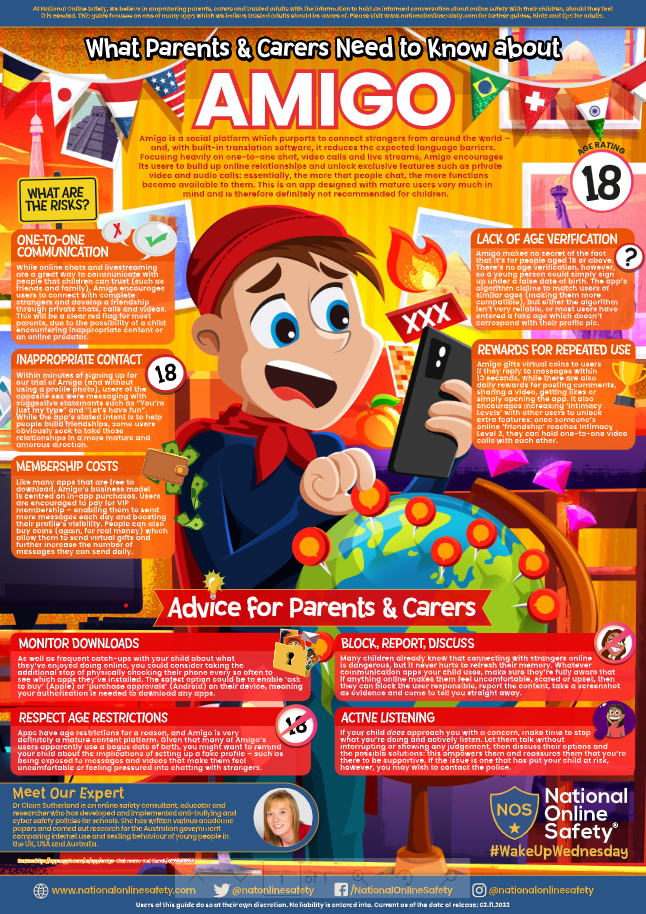 At National Online Safety, we believe in empowering parents, carers and trusted adults with the information to hold an informed conversation about online safety with their children, should they feel
it is needed. This guide focuses on one of many apps which we believe trusted adults should be aware of. Please visit www.nationalonlinesafety.com for further guides, hints and tips for adults.
What Parents & Carers Need to Know about
AMIGO
Amigo is a social platform which purports to connect strangers from around the world –
and, with built-in translation software, it reduces the expected language barriers.
Focusing heavily on one-to-one chat, video calls and live streams, Amigo encourages
its users to build up online relationships and unlock exclusive features such as private
video and audio calls; essentially, the more that people chat, the more functions
become available to them. This is an app designed with mature users very much in
mind and is therefore definitely not recommended for children.
AGE RATING
18
WHAT ARE
THE RISKS?
ONE-TO-ONE
COMMUNICATION
While online chats and livestreaming
are a great way to communicate with
people that children can trust (such as
friends and family), Amigo encourages
users to connect with complete
strangers and develop a friendship
through private chats, calls and videos.
This will be a clear red flag for most
parents, due to the possibility of a child
encountering inappropriate content or
an online predator.
INAPPROPRIATE CONTACT
18
Within minutes of signing up for
our trial of Amigo (and without
using a profile photo), users of the
opposite sex were messaging with
suggestive statements such as "You're
just my type" and "Let's have fun".
While the app's stated intent is to help
people build friendships, some users
obviously seek to take those
relationships in a more mature and
amorous direction.
MEMBERSHIP COSTS
Like many apps that are free to
download, Amigo's business model
is centred on in-app purchases. Users
are encouraged to pay for VIP
membership – enabling them to send
more messages each day and boosting
their profile's visibility. People can also
buy coins (again, for real money) which
allow them to send virtual gifts and
further increase the number of
messages they can send daily.
XXX
LACK OF AGE VERIFICATION
?
Amigo makes no secret of the fact
that it's for people aged 18 or above.
There's no age verification, however,
so a young person could simply sign
up under a false date of birth. The app's
algorithm claims to match users of
similar ages (making them more
compatible), but either the algorithm
isn't very reliable, or most users have
entered a fake age which doesn't
correspond with their profile pic.
REWARDS FOR REPEATED USE
Amigo gifts virtual coins to users
if they reply to messages within
15 seconds, while there are also
daily rewards for posting comments,
sharing a video, getting likes or
simply opening the app. It also
encourages increasing 'Intimacy
Levels' with other users to unlock
extra features: once someone's
online 'friendship' reaches Intimacy
Level 3, they can hold one-to-one video
calls with each other.
Advice for Parents & Carers
MONITOR DOWNLOADS
As well as frequent catch-ups with your child about what
they've enjoyed doing online, you could consider taking the
additional step of physically checking their phone every so often to
see which apps they've installed. The safest option could be to enable 'ask
to buy' (Apple) or 'purchase approvals' (Android) on their device, meaning
your authorisation is needed to download any apps.
BLOCK, REPORT, DISCUSS
Many children already know that connecting with strangers online
is dangerous, but it never hurts to refresh their memory. Whatever
communication apps your child uses, make sure they're fully aware that
if anything online makes them feel uncomfortable, scared or upset, then
they can block the user responsible, report the content, take a screenshot
as evidence and come to tell you straight away.
RESPECT AGE RESTRICTIONS
18
Apps have age restrictions for a reason, and Amigo is very
definitely a mature content platform. Given that many of Amigo's
users apparently use a bogus date of birth, you might want to remind
your child about the implications of setting up a fake profile – such as
being exposed to messages and videos that make them feel
uncomfortable or feeling pressured into chatting with strangers.
ACTIVE LISTENING
If your child does approach you with a concern, make time to stop
what you're doing and actively listen. Let them talk without
interrupting or showing any judgement, then discuss their options and
the possible solutions: this empowers them and reassures them that you're
there to be supportive. If the issue is one that has put your child at risk,
however, you may wish to contact the police.
Meet Our Expert
Dr Claire Sutherland is an online safety consultant, educator and
researcher who has developed and implemented anti-bullying and
cyber safety policies for schools. She has written various academic
papers and carried out research for the Australian government
comparing internet use and sexting behaviour of young people in
the UK, USA and Australia.
NOS
National
Online
Safety®
#WakeUpWednesday
www.nationalonlinesafety.com
@natonlinesafety
/NationalOnlineSafety
@nationalonlinesafety
Users of this guide do so at their own discretion. No liability is entered into. Current as of the date of release: 02.11.2022